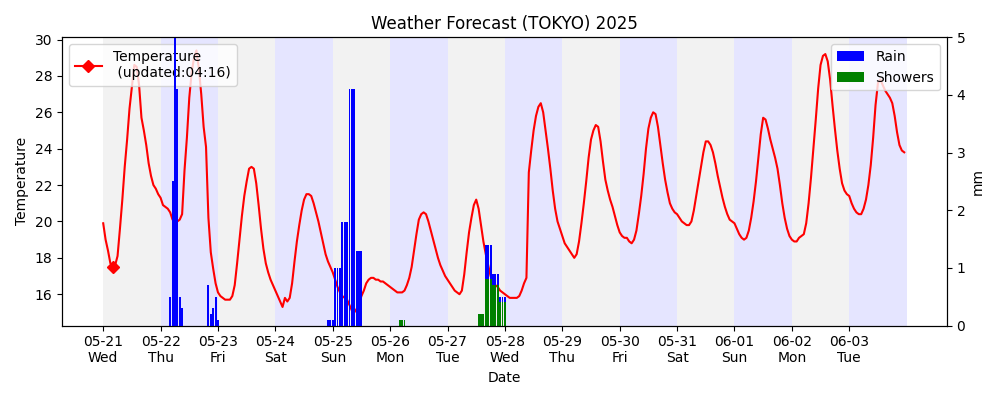 Weather Forecast (TOKYO) 2025
Temperature
(updated:04:16)
Rain
Showers
Temperature
30
28
26
24
22
20
18
16
5
4
3
2
1
0
mm
05-21 05-22 05-23 05-24 05-25 05-26 05-27 05-28 05-29 05-30 05-31 06-01 06-02 06-03
Wed Thu Fri Sat Sun Mon Tue Wed Thu Fri Sat Sun Mon Tue
Date